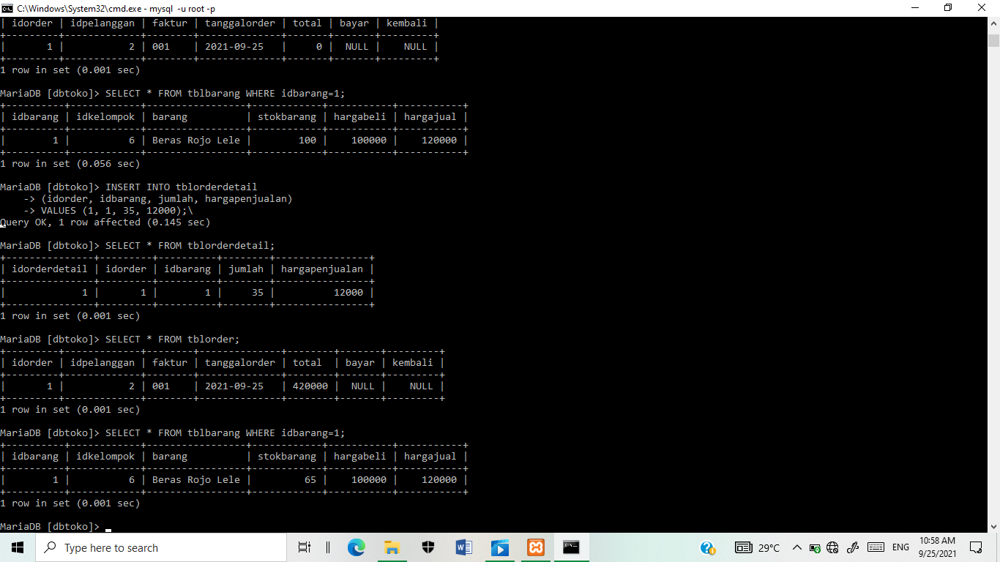 C:\Windows\System32\cmd.exe - mysql -u root -p
| idorder | idpelanggan | faktur | tanggalorder | total | bayar | kembali |
+---------+-------------+--------+--------------+-------+-------+---------+
|       1 |           2 | 001    | 2021-09-25   |     0 |  NULL |    NULL |
+---------+-------------+--------+--------------+-------+-------+---------+
1 row in set (0.001 sec)
MariaDB [dbtoko]> SELECT * FROM tblbarang WHERE idbarang=1;
+----------+------------+-----------------+------------+-----------+-----------+
| idbarang | idkelompok | barang          | stokbarang | hargabeli | hargajual |
+----------+------------+-----------------+------------+-----------+-----------+
|        1 |          6 | Beras Rojo Lele |        100 |    100000 |    120000 |
+----------+------------+-----------------+------------+-----------+-----------+
1 row in set (0.056 sec)
MariaDB [dbtoko]> INSERT INTO tblorderdetail
    -> (idorder, idbarang, jumlah, hargapenjualan)
    -> VALUES (1, 1, 35, 12000);\
Query OK, 1 row affected (0.145 sec)
MariaDB [dbtoko]> SELECT * FROM tblorderdetail;
+---------------+---------+----------+--------+----------------+
| idorderdetail | idorder | idbarang | jumlah | hargapenjualan |
+---------------+---------+----------+--------+----------------+
|             1 |       1 |        1 |     35 |          12000 |
+---------------+---------+----------+--------+----------------+
1 row in set (0.001 sec)
MariaDB [dbtoko]> SELECT * FROM tblorder;
+---------+-------------+--------+--------------+--------+-------+---------+
| idorder | idpelanggan | faktur | tanggalorder | total  | bayar | kembali |
+---------+-------------+--------+--------------+--------+-------+---------+
|       1 |           2 | 001    | 2021-09-25   | 420000 |  NULL |    NULL |
+---------+-------------+--------+--------------+--------+-------+---------+
1 row in set (0.001 sec)
MariaDB [dbtoko]> SELECT * FROM tblbarang WHERE idbarang=1;
+----------+------------+-----------------+------------+-----------+-----------+
| idbarang | idkelompok | barang          | stokbarang | hargabeli | hargajual |
+----------+------------+-----------------+------------+-----------+-----------+
|        1 |          6 | Beras Rojo Lele |         65 |    100000 |    120000 |
+----------+------------+-----------------+------------+-----------+-----------+
1 row in set (0.001 sec)
MariaDB [dbtoko]>
Type here to search
29°C
ENG
10:58 AM
9/25/2021